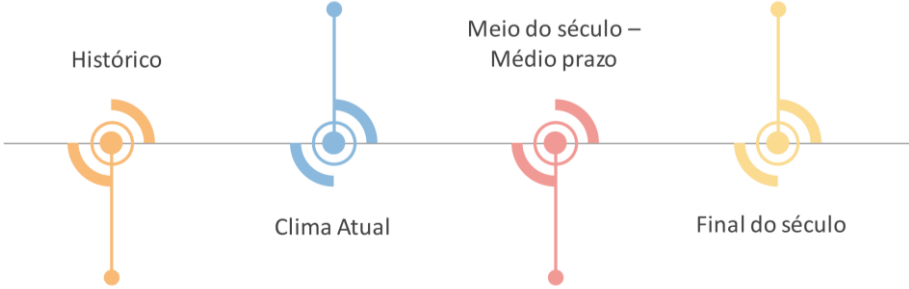 Histórico
Clima Atual
Meio do século –
Médio prazo
Final do século